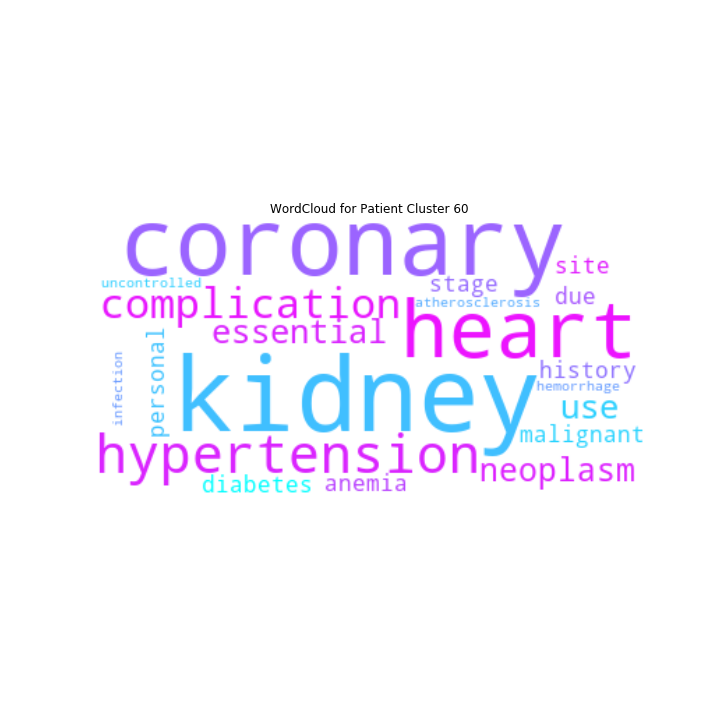 WordCloud for Patient Cluster 60
coronary
site
uncontrolled
stage
due
complication
atherosclerosis
essential
heart
personal
infection
kidney
history
hemorrhage
use
malignant
hypertension
neoplasm
diabetes
anemia